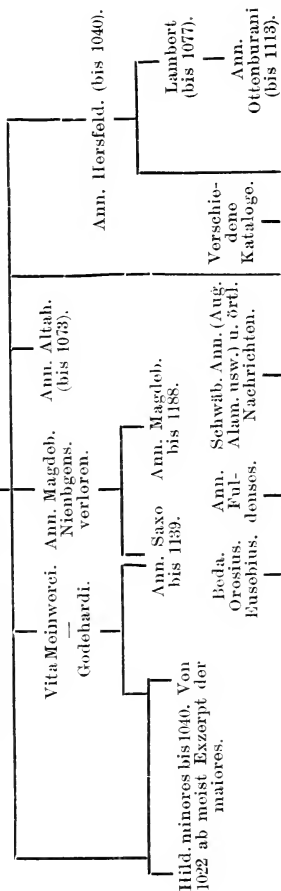 Hild. minores bis 1040. Von
1022 ab meist Exzerpt der
maiores.
Vita Meinwerci.
—
Godehardi.
Ann. Magdeb.
Nienbgens.
verloren.
Ann. Altah.
(bis 1073).
Ann. Hersfeld. (bis 1040).
Ann. Saxo
bis 1139.
Ann. Magdeb.
bis 1188.
Lambert
(bis 1077).
Ann.
Ottenburani
(bis 1113).
Beda.
Orosius.
Eusebius.
Ann.
Ful-
denses.
Schwäb. Ann. (Aug.
Alam. usw.) u. örtl.
Nachrichten.
Verschie-
dene
Kataloge.